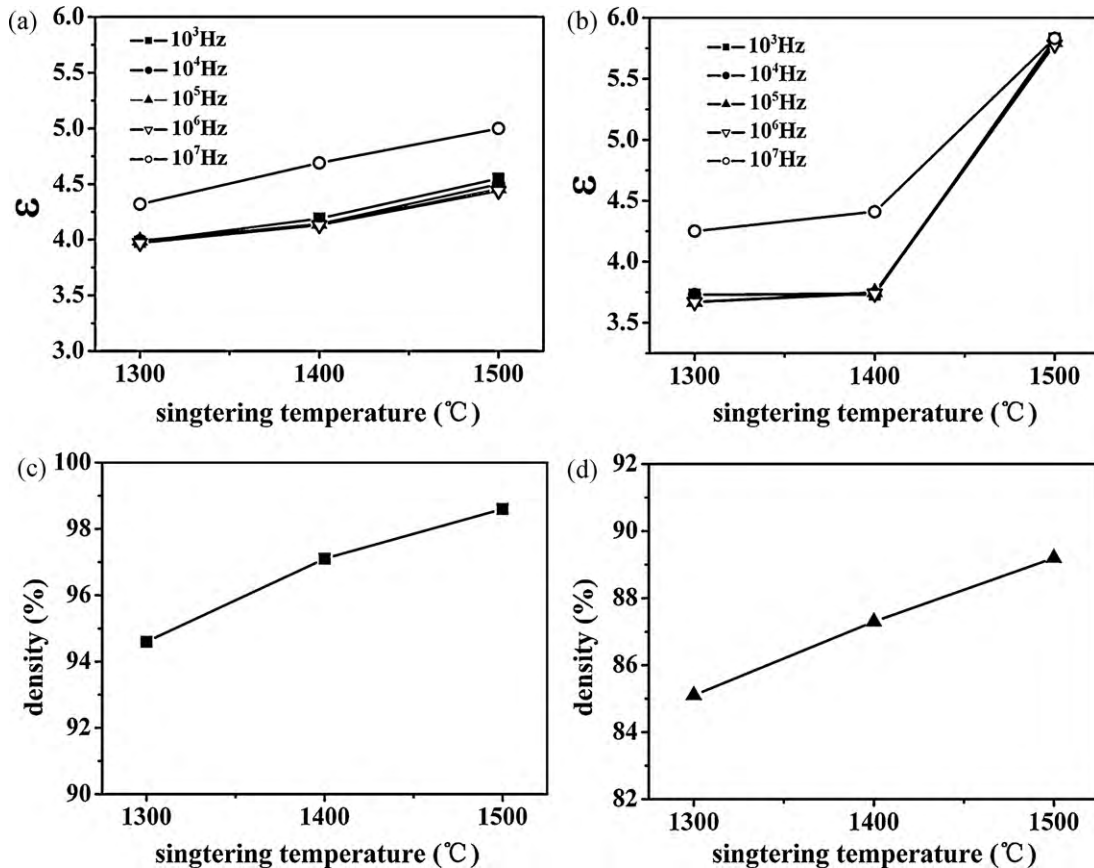 (a)
6.0
5.5
5.0
4.5
4.0
3.5
3.0
ε
10³Hz
10⁴Hz
10⁵Hz
10⁶Hz
10⁷Hz
1300 1400 1500
singtering temperature (℃)
(b)
6.0
5.5
5.0
4.5
4.0
3.5
ε
10³Hz
10⁴Hz
10⁵Hz
10⁶Hz
10⁷Hz
1300 1400 1500
singtering temperature (℃)
(c)
100
98
96
94
92
90
density (%)
1300 1400 1500
singtering temperature (℃)
(d)
92
90
88
86
84
82
density (%)
1300 1400 1500
singtering temperature (℃)